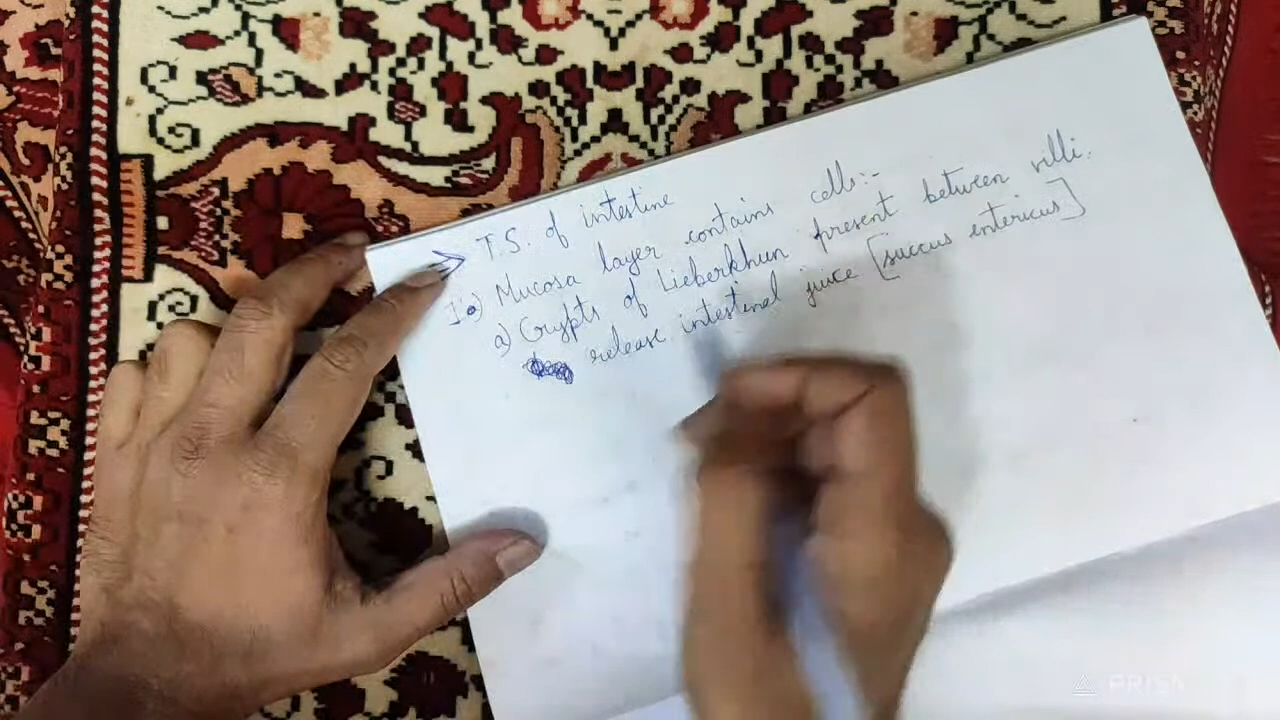 T.S. of intestine
1.) Mucosa layer contains cells:-
a) Crypts of Lieberkhun present between villi.
release intestinal juice [succus entericus]